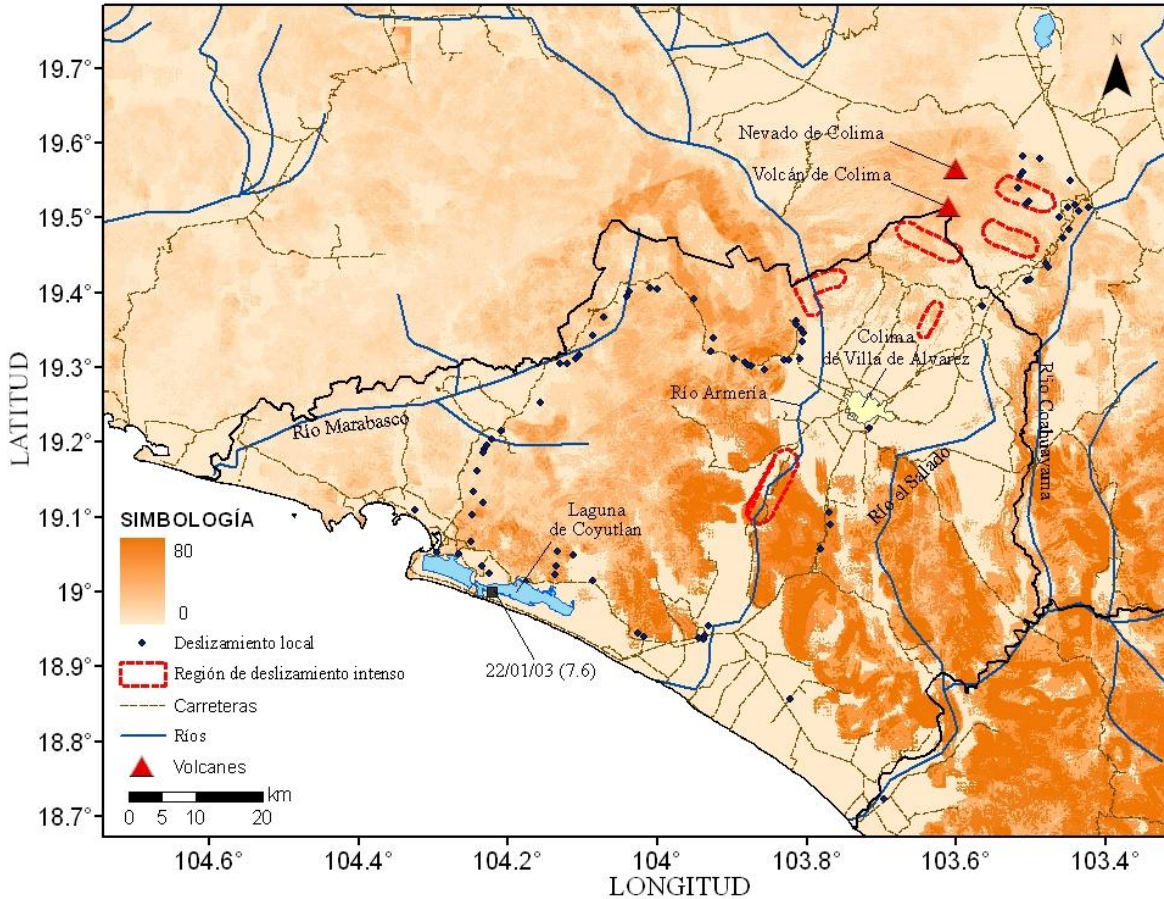 19.7°
19.6°
19.5°
19.4°
19.3°
19.2°
19.1°
19°
18.9°
18.8°
18.7°
LATITUD
N
Nevado de Colima
Volcán de Colima
Colima
de Villa de Alvarez
Río Armería
Río Marabasco
Río el Salado
Río Coahuayama
Laguna
de Coyutlan
22/01/03 (7.6)
SIMBOLOGÍA
80
0
Deslizamiento local
Región de deslizamiento intenso
Carreteras
Ríos
Volcanes
km
0 5 10 20
104.6° 104.4° 104.2° 104° 103.8° 103.6° 103.4°
LONGITUD